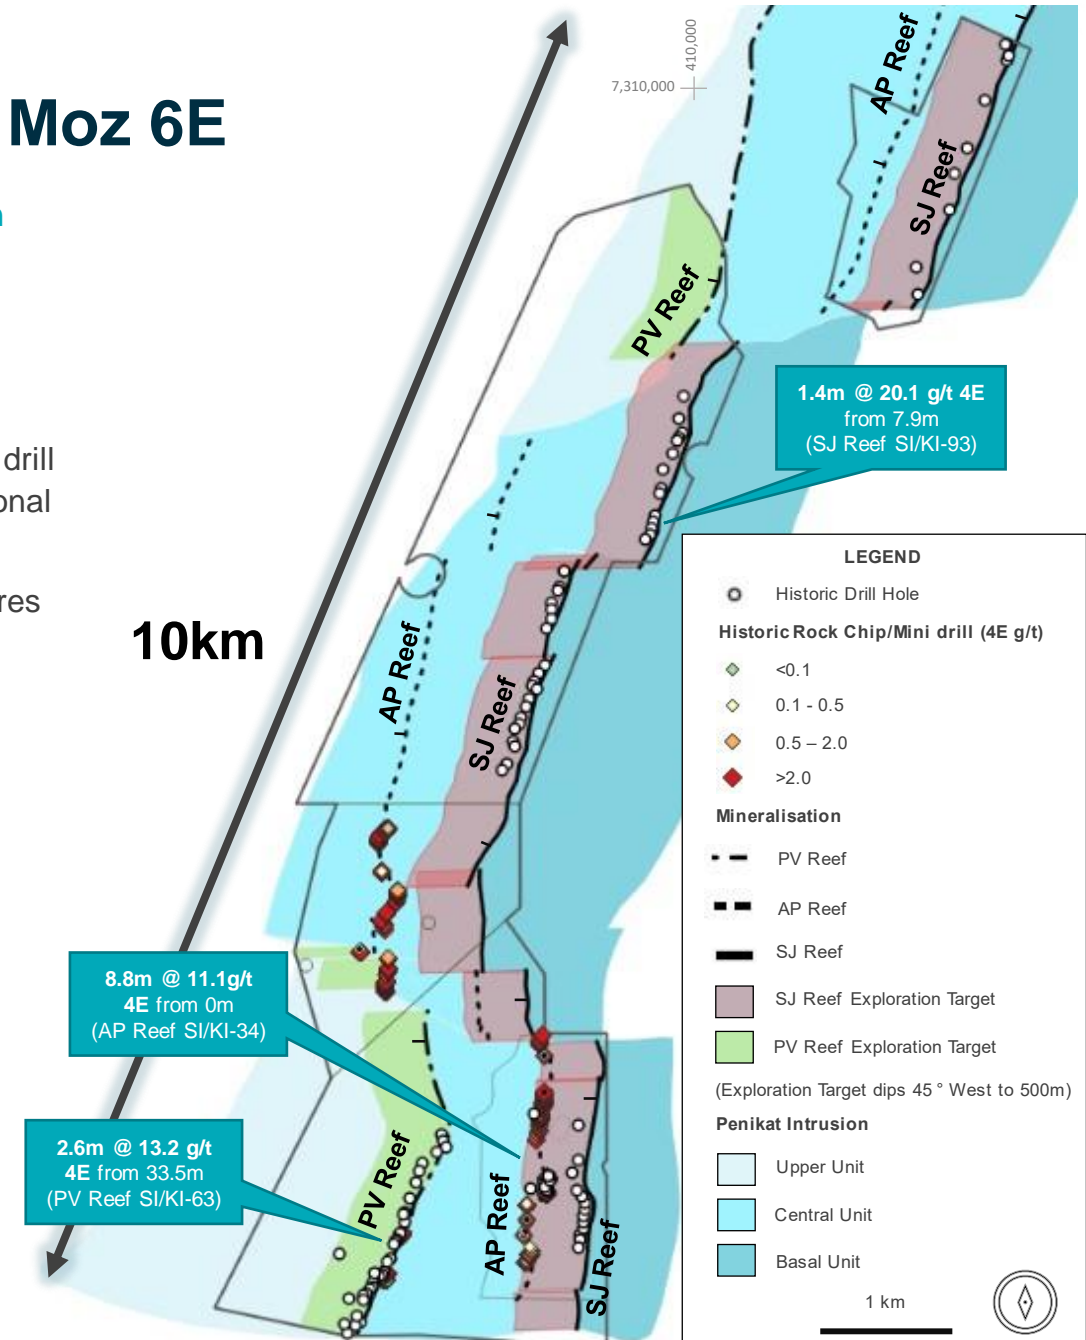 Moz 6E
drill
onal
res
10km
410,000
7,310,000
AP Reef
SJ Reef
PV Reef
1.4m @ 20.1 g/t 4E
from 7.9m
(SJ Reef SI/KI-93)
AP Reef
SJ Reef
8.8m @ 11.1g/t
4E from 0m
(AP Reef SI/KI-34)
2.6m @ 13.2 g/t
4E from 33.5m
(PV Reef SI/KI-63)
PV Reef
AP Reef
SJ Reef
LEGEND
Historic Drill Hole
Historic Rock Chip/Mini drill (4E g/t)
<0.1
0.1 - 0.5
0.5 – 2.0
>2.0
Mineralisation
PV Reef
AP Reef
SJ Reef
SJ Reef Exploration Target
PV Reef Exploration Target
(Exploration Target dips 45 ° West to 500m)
Penikat Intrusion
Upper Unit
Central Unit
Basal Unit
1 km